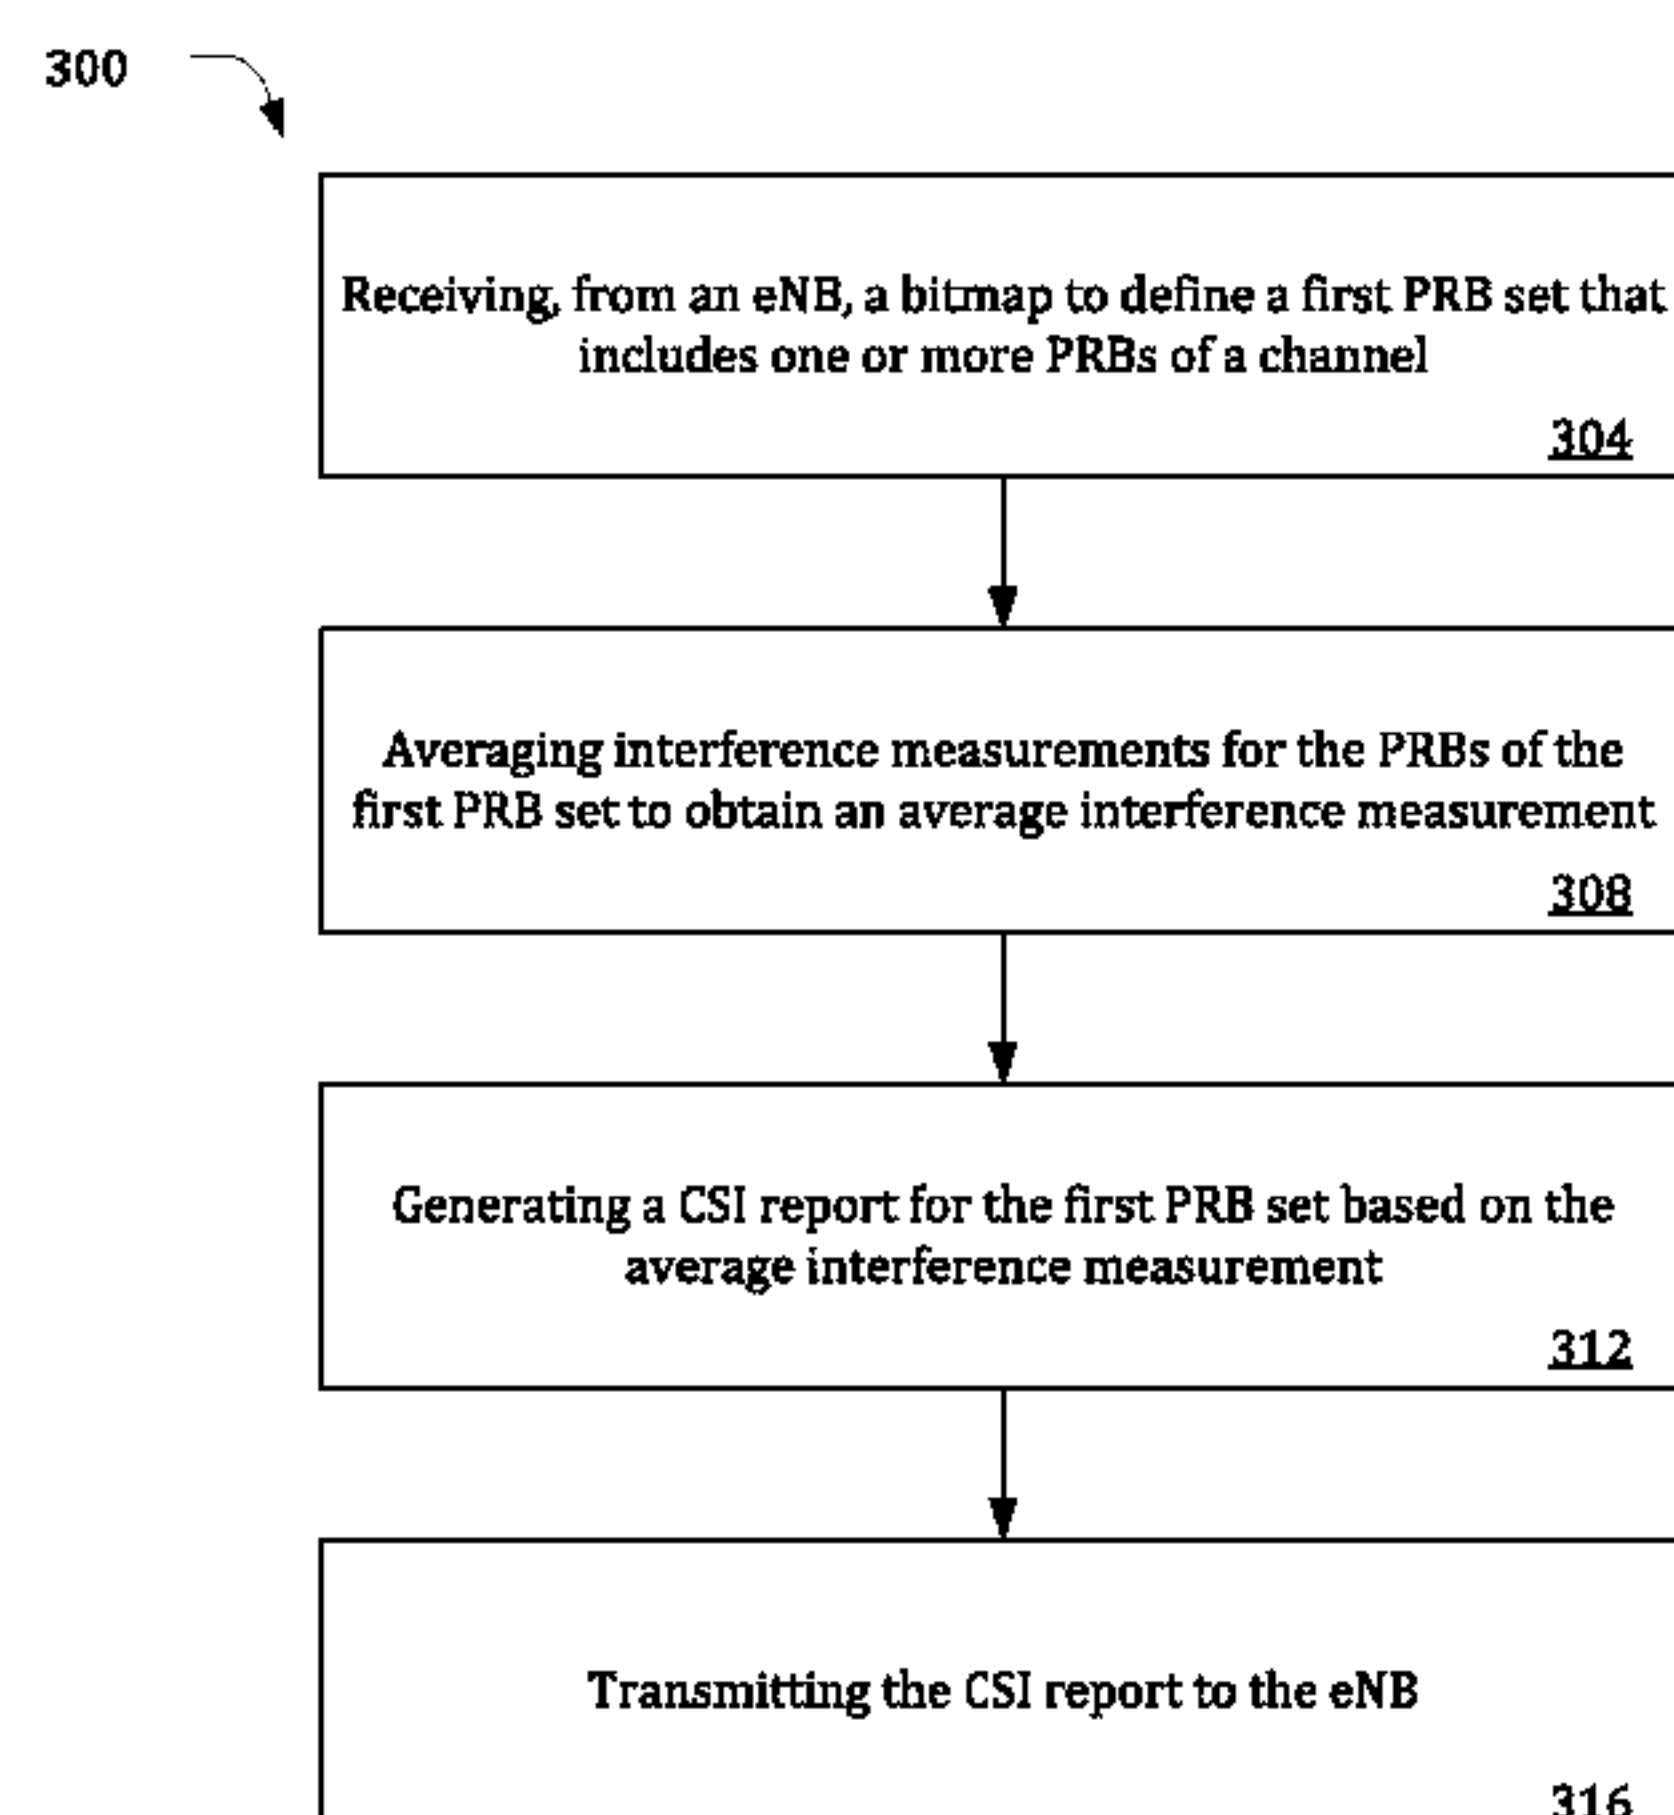 300
Receiving, from an eNB, a bitmap to define a first PRB set that
includes one or more PRBs of a channel
304
Averaging interference measurements for the PRBs of the
first PRB set to obtain an average interference measurement
308
Generating a CSI report for the first PRB set based on the
average interference measurement
312
Transmitting the CSI report to the eNB
316